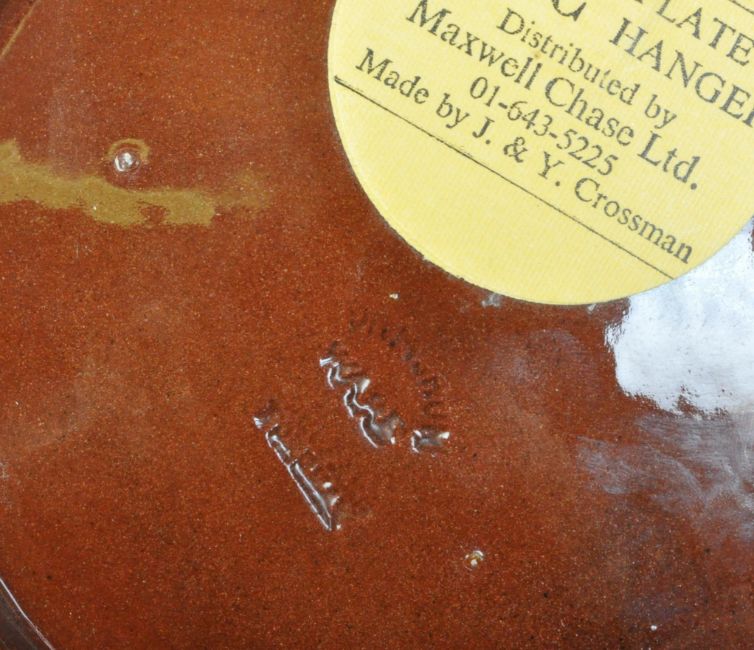 PLATE
HANGER
Distributed by
Maxwell Chase Ltd.
01-643-5225
Made by J. & Y. Crossman